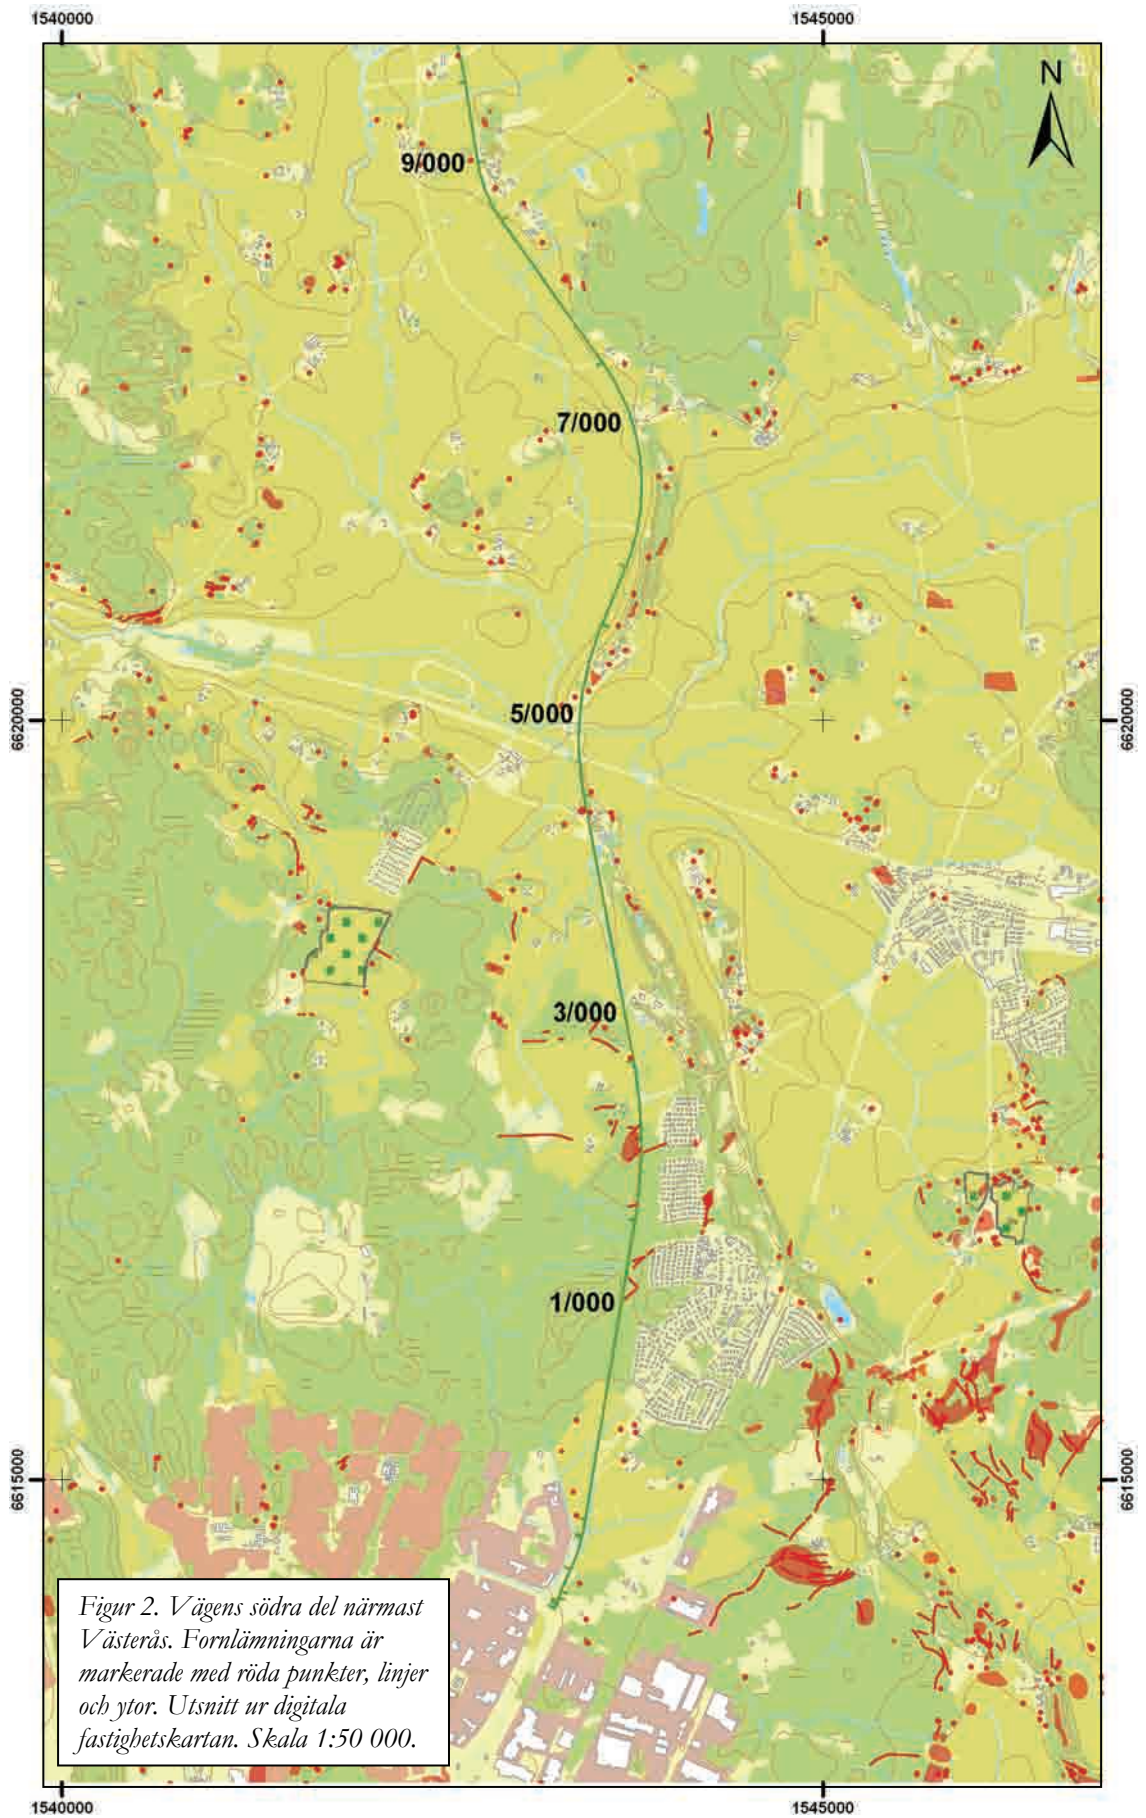 1540000
1545000
N
9/000
7/000
6620000
5/000
6620000
3/000
1/000
6615000
6615000
Figur 2. Vägens södra del närmast
Västerås. Fornlämningarna är
markerade med röda punkter, linjer
och ytor. Utsnitt ur digitala
fastighetskartan. Skala 1:50 000.
1540000
1545000